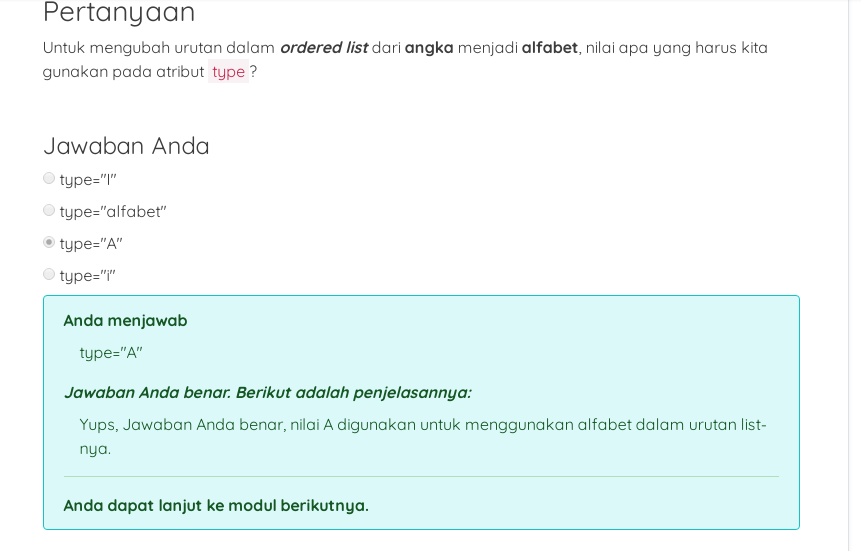 Pertanyaan
Untuk mengubah urutan dalam ordered list dari angka menjadi alfabet, nilai apa yang harus kita
gunakan pada atribut type ?
Jawaban Anda
type="I"
type="alfabet"
type="A"
type="i"
Anda menjawab
type="A"
Jawaban Anda benar. Berikut adalah penjelasannya:
Yups, Jawaban Anda benar, nilai A digunakan untuk menggunakan alfabet dalam urutan list-
nya.
Anda dapat lanjut ke modul berikutnya.